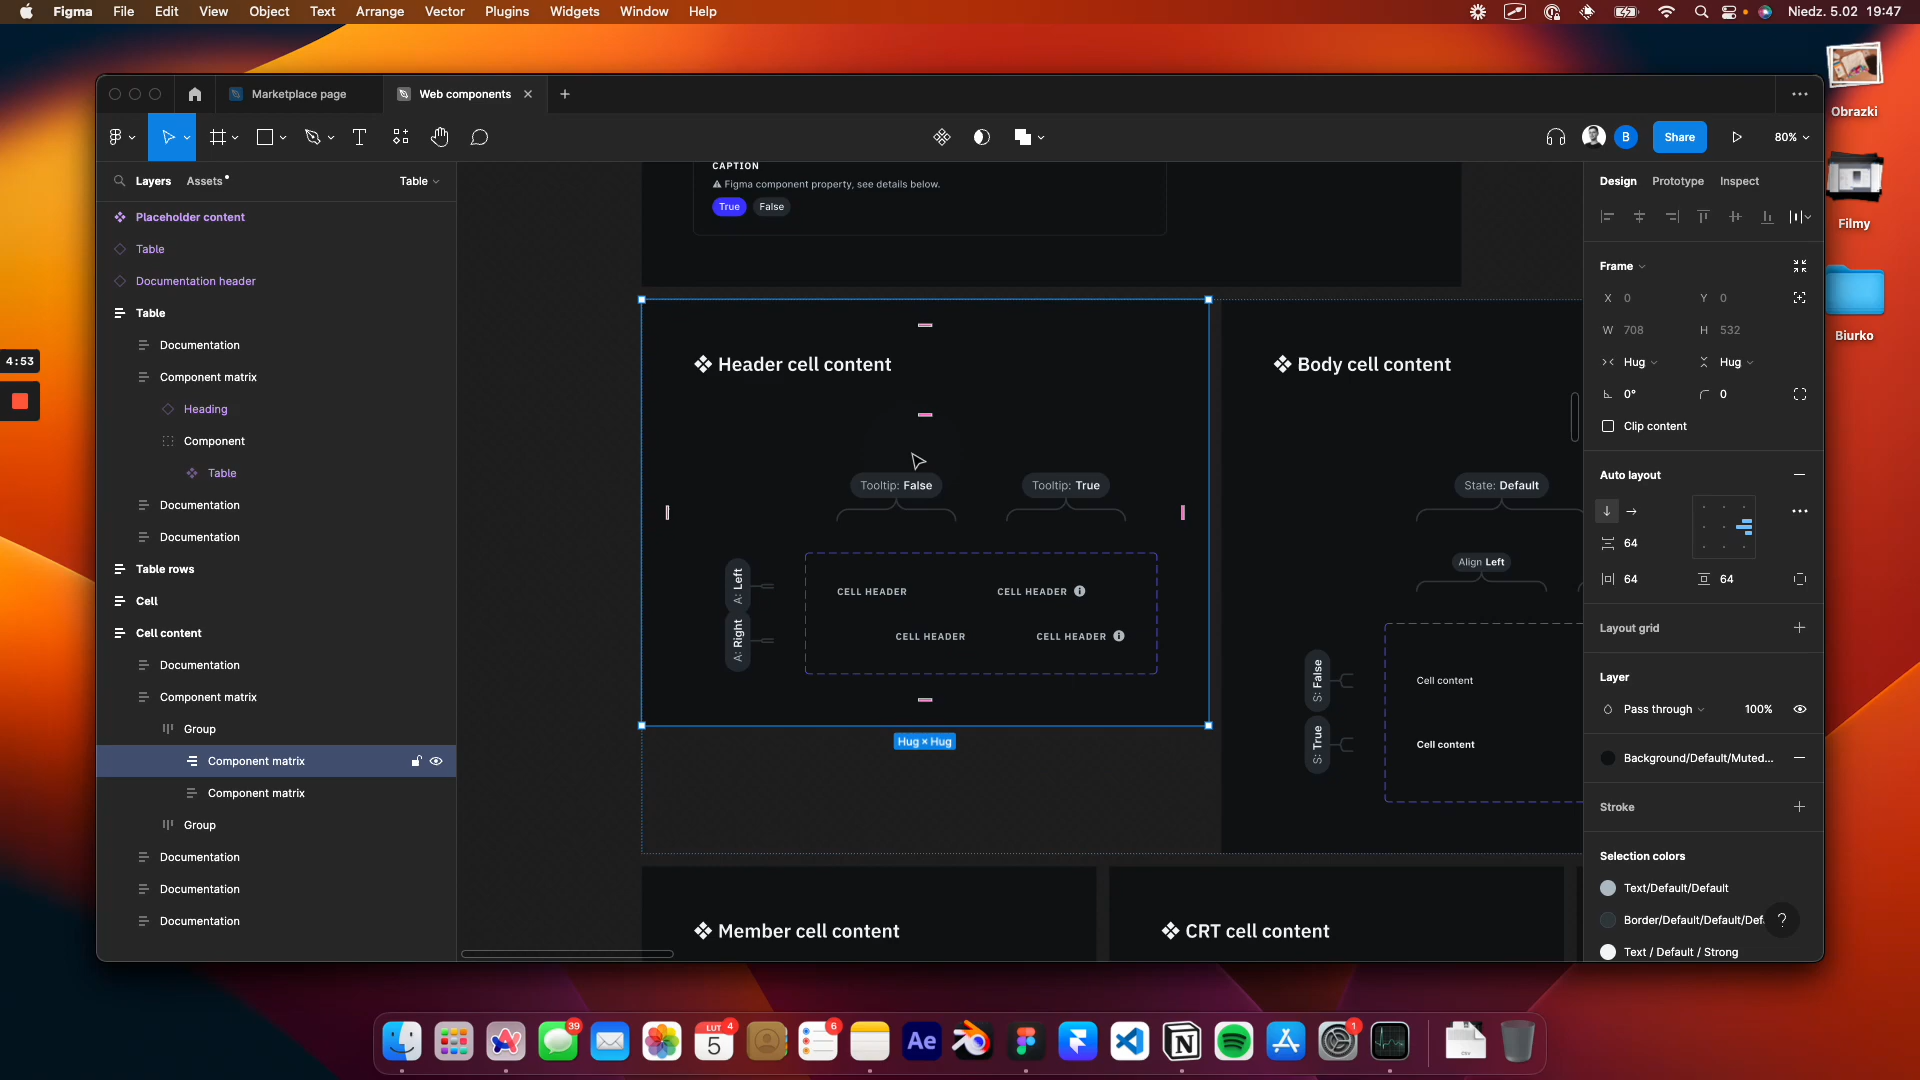 Figma File Edit View Object Text Arrange Vector Plugins Widgets Window Help
Niedz. 5.02 19:47
Marketplace page
Web components
B
Share
80%
Layers
Assets
Table
Placeholder content
Table
Documentation header
Table
Documentation
Component matrix
Heading
Component
Table
Documentation
Documentation
Table rows
Cell
Cell content
Documentation
Component matrix
Group
Component matrix
Component matrix
Group
Documentation
Documentation
Documentation
4:53
CAPTION
Figma component property, see details below.
True
False
Header cell content
Tooltip: False
Tooltip: True
A: Left
A: Right
CELL HEADER
CELL HEADER
CELL HEADER
CELL HEADER
Hug × Hug
Body cell content
State: Default
Align Left
S: False
S: True
Cell content
Cell content
Member cell content
CRT cell content
Design
Prototype
Inspect
Frame
X 0
Y 0
W 708
H 532
Hug
Hug
0°
0
Clip content
Auto layout
64
64
64
Layout grid
Layer
Pass through
100%
Background/Default/Muted...
Stroke
Selection colors
Text/Default/Default
Border/Default/Default/Def
?
Text / Default / Strong
Obrazki
Filmy
Biurko
39
LUT 4
5
6
Ae
1